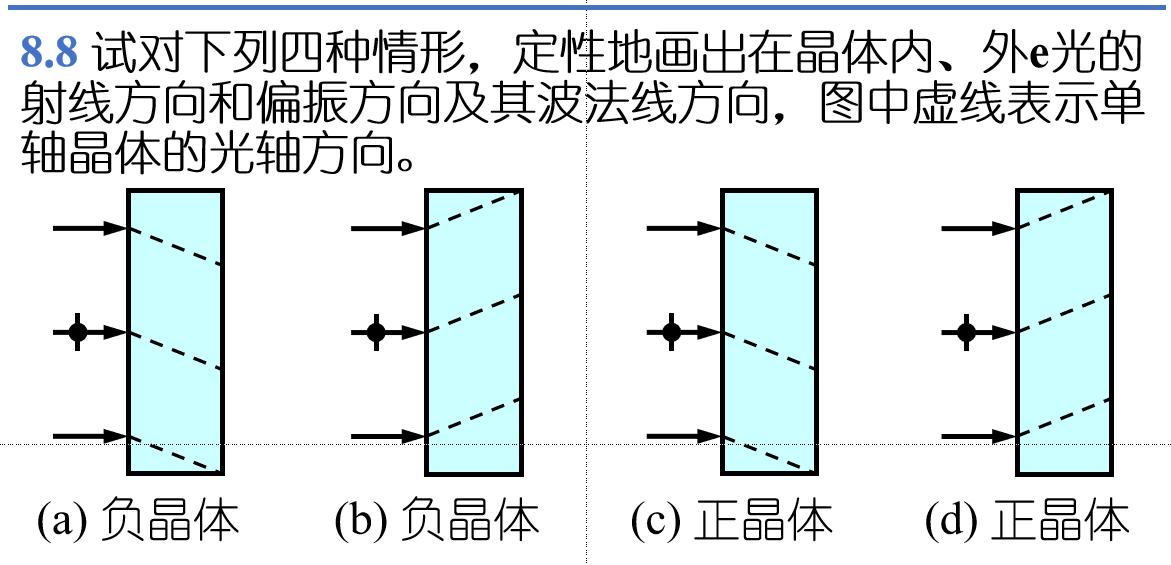 8.8 试对下列四种情形，定性地画出在晶体内、外e光的
射线方向和偏振方向及其波法线方向，图中虚线表示单
轴晶体的光轴方向。
(a) 负晶体 (b) 负晶体 (c) 正晶体 (d) 正晶体